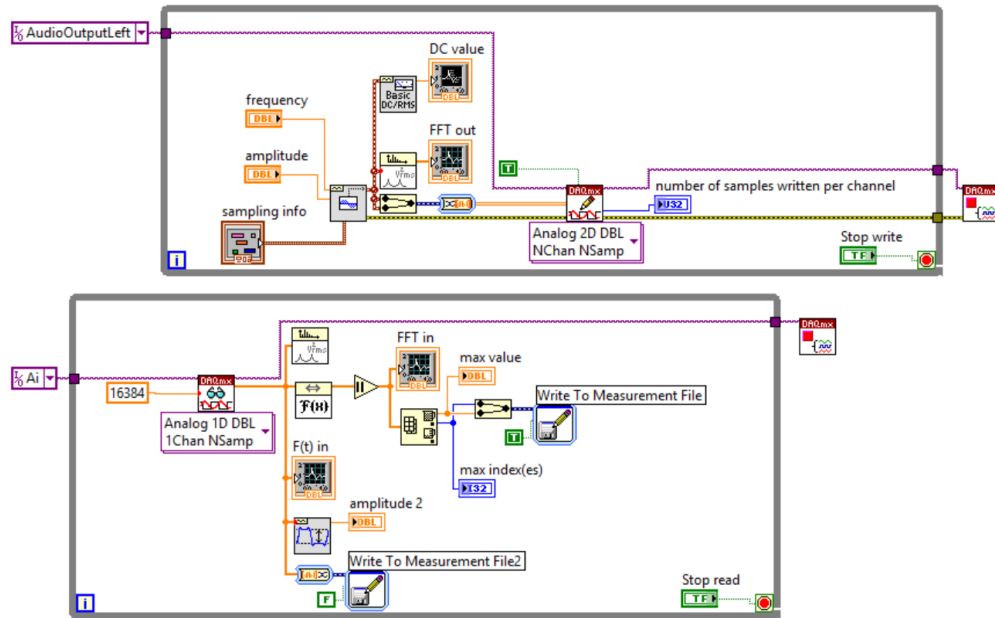 AudioOutputLeft
DC value
Basic
DC/RMS
DBL
frequency
DBL
FFT out
DBL
amplitude
DBL
T
sampling info
DAQmx
number of samples written per channel
U32
DAQmx
Analog 2D DBL
NChan NSamp
Stop write
TF
i
DAQmx
FFT in
DBL
max value
DBL
Ai
16384
DAQmx
F(x)
Write To Measurement File
Analog 1D DBL
1Chan NSamp
T
F(t) in
DBL
max index(es)
I32
amplitude 2
DBL
Write To Measurement File2
F
Stop read
TF
i